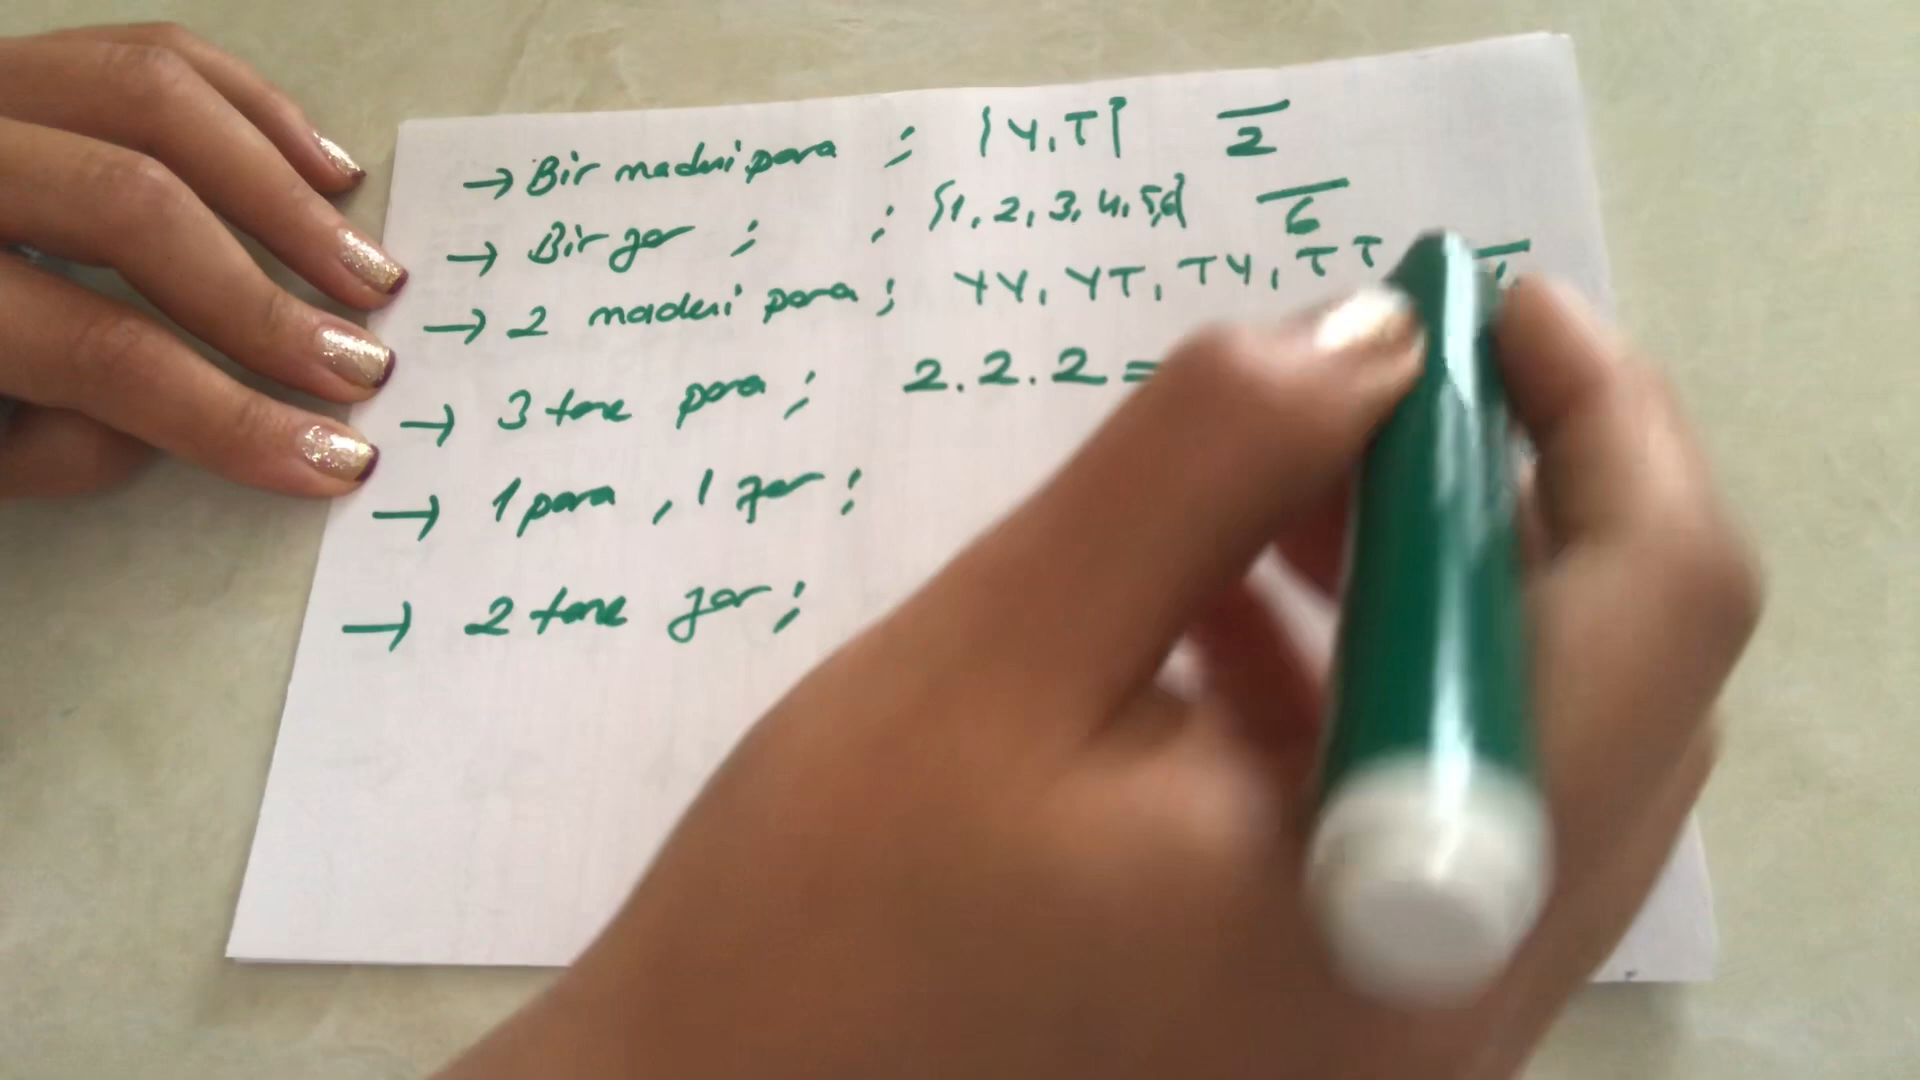 → Bir madeni para ; {Y,T} — 2
→ Bir zar ; ; {1, 2, 3, 4, 5,6} — 6
→ 2 madeni para ; YY, YT, TY, TT
→ 3 tane para ; 2.2.2=
→ 1 para , 1 zar ;
→ 2 tane zar ;